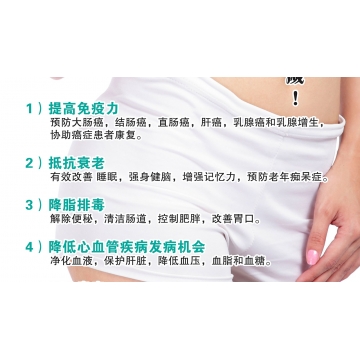 减
！
1）提高免疫力
预防大肠癌，结肠癌，直肠癌，肝癌，乳腺癌和乳腺增生，
协助癌症患者康复。
2）抵抗衰老
有效改善 睡眠，强身健脑，增强记忆力，预防老年痴呆症。
3）降脂排毒
解除便秘，清洁肠道，控制肥胖，改善胃口。
4）降低心血管疾病发病机会
净化血液，保护肝脏，降低血压，血脂和血糖。